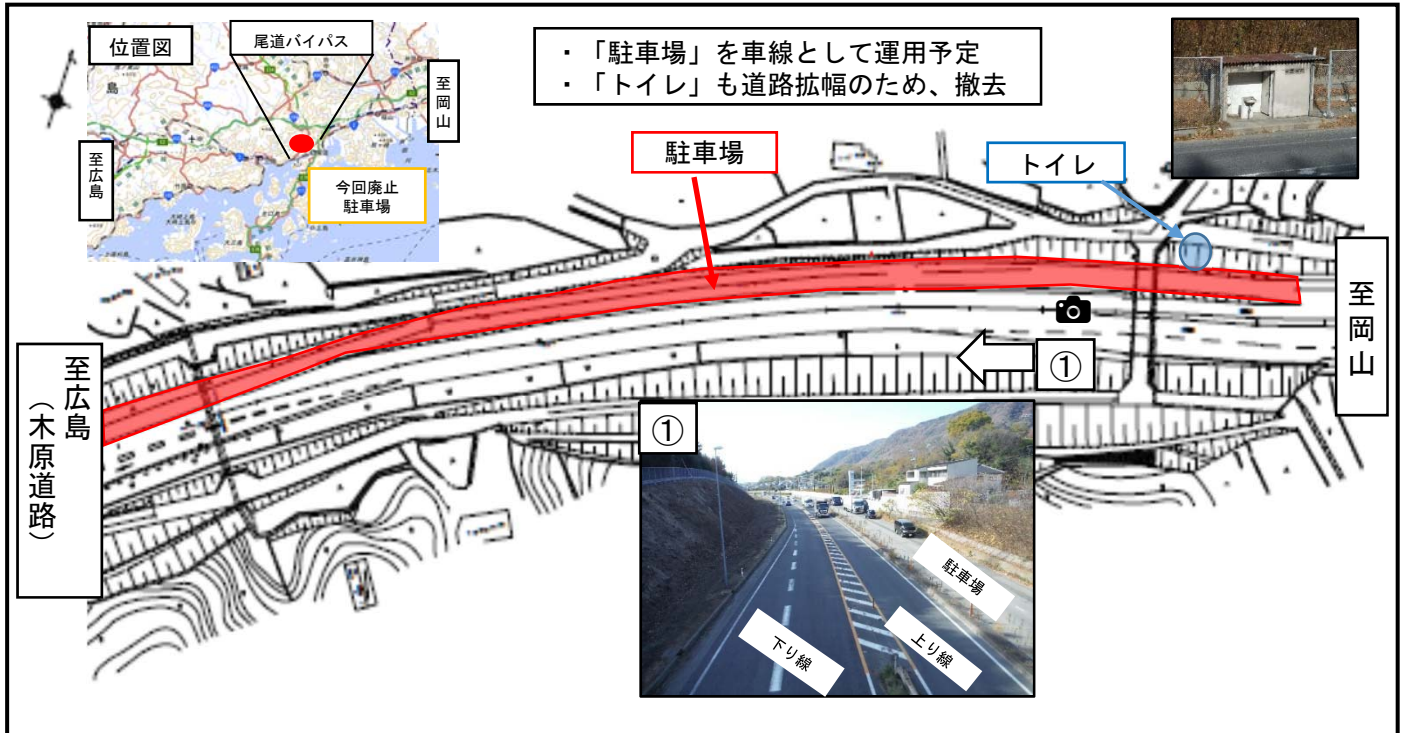 位置図
尾道バイパス
至岡山
至広島
今回廃止
駐車場
・「駐車場」を車線として運用予定
・「トイレ」も道路拡幅のため、撤去
駐車場
トイレ
至岡山
①
至広島
（木原道路）
①
駐車場
上り線
下り線